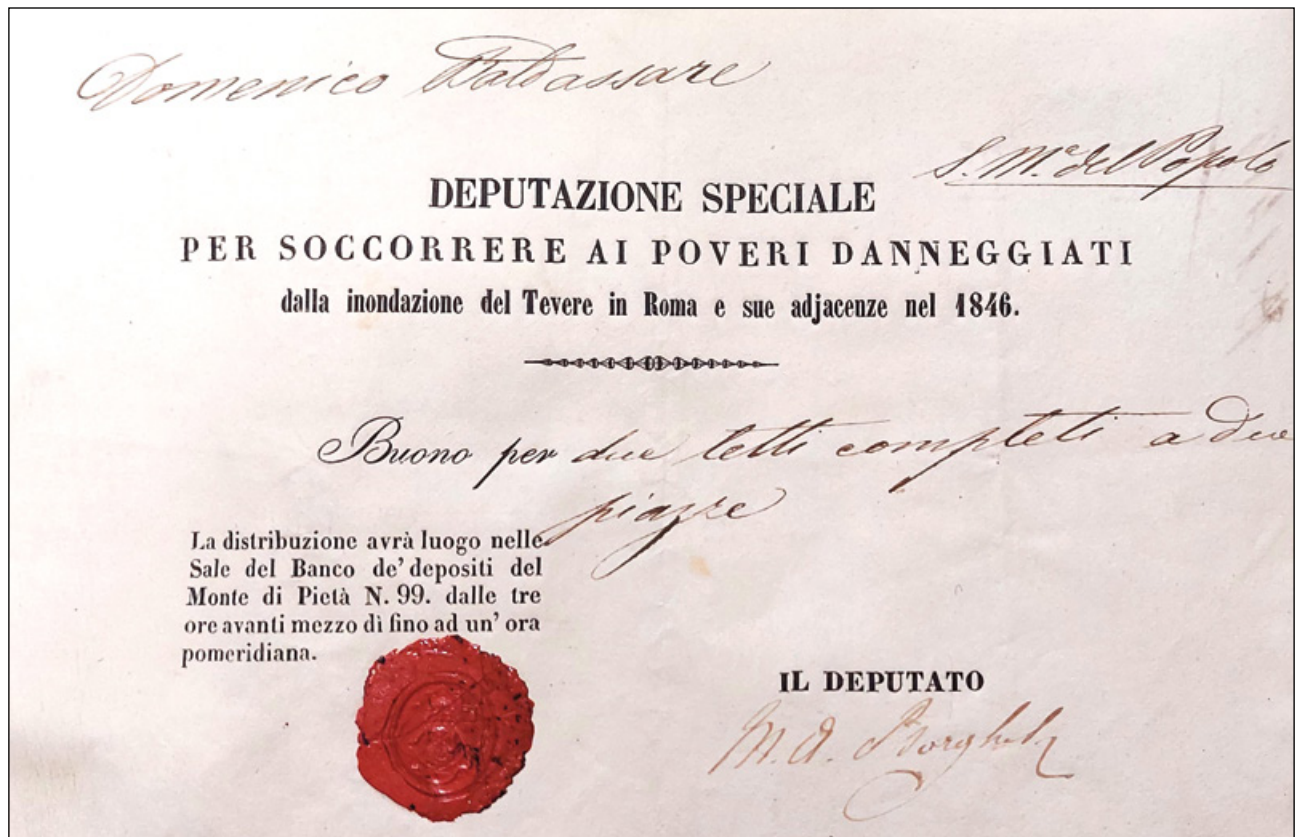 Domenico Baldassare
S. Mª del Popolo
DEPUTAZIONE SPECIALE
PER SOCCORRERE AI POVERI DANNEGGIATI
dalla inondazione del Tevere in Roma e sue adjacenze nel 1846.
Buono per due letti completi a due
piazze
La distribuzione avrà luogo nelle
Sale del Banco de' depositi del
Monte di Pietà N. 99. dalle tre
ore avanti mezzo dì fino ad un' ora
pomeridiana.
IL DEPUTATO
M. A. Borghese